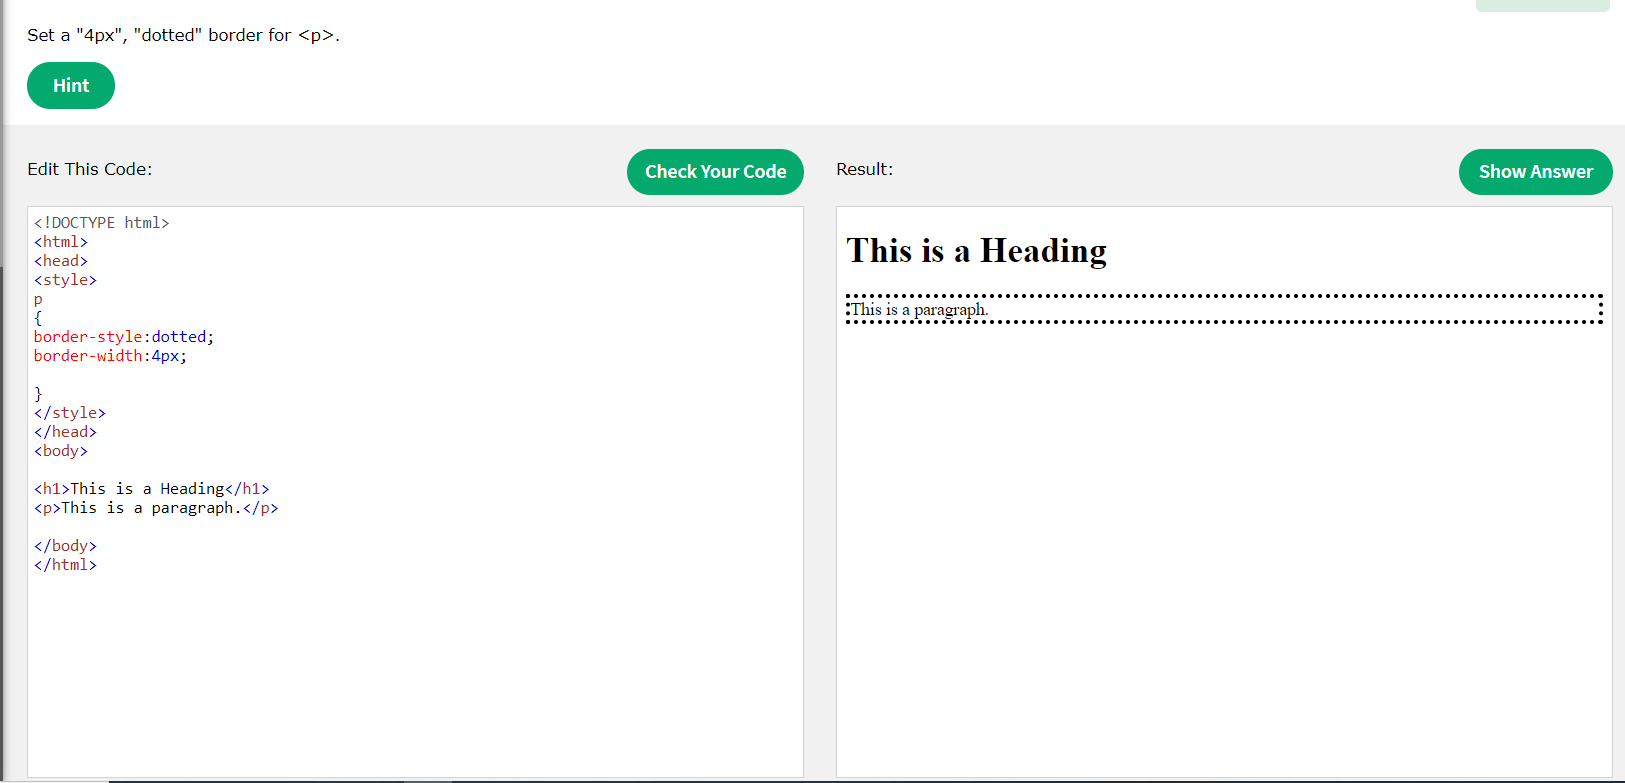 Set a "4px", "dotted" border for <p>.
Hint
Edit This Code:
Check Your Code
<!DOCTYPE html>
<html>
<head>
<style>
p
{
border-style:dotted;
border-width:4px;
}
</style>
</head>
<body>
<h1>This is a Heading</h1>
<p>This is a paragraph.</p>
</body>
</html>
Result:
Show Answer
This is a Heading
This is a paragraph.